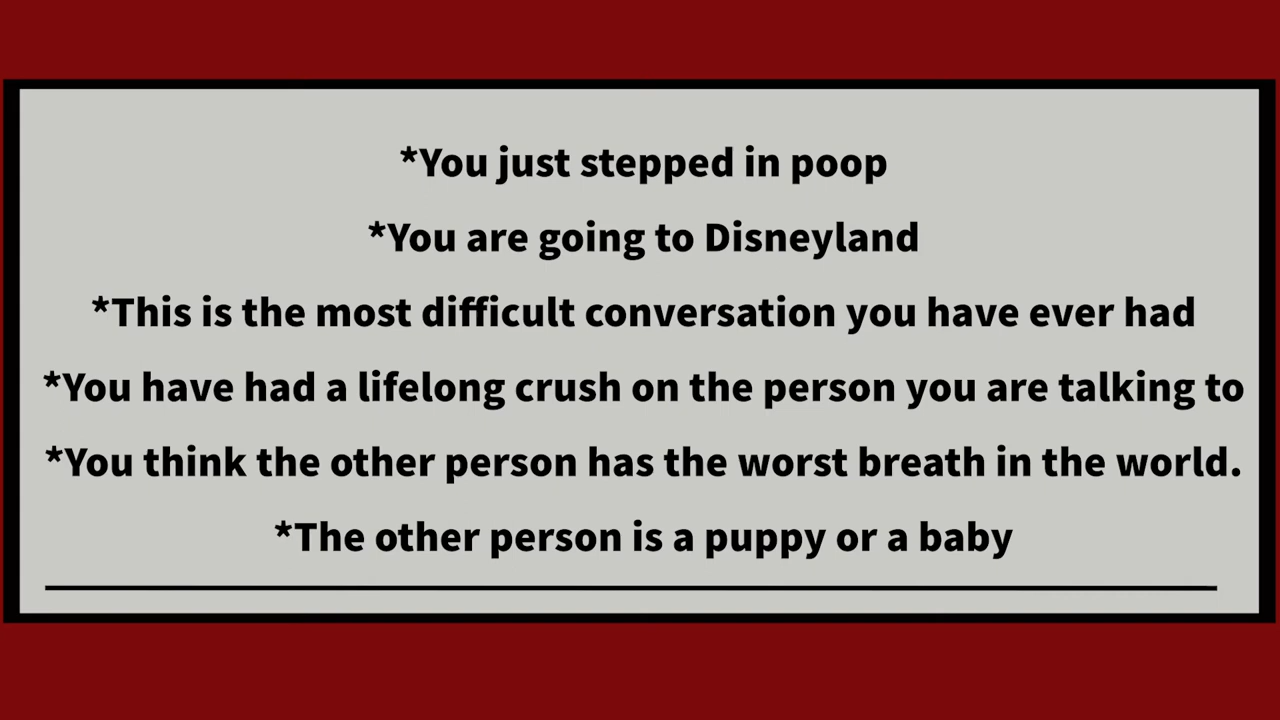 *You just stepped in poop
*You are going to Disneyland
*This is the most difficult conversation you have ever had
*You have had a lifelong crush on the person you are talking to
*You think the other person has the worst breath in the world.
*The other person is a puppy or a baby